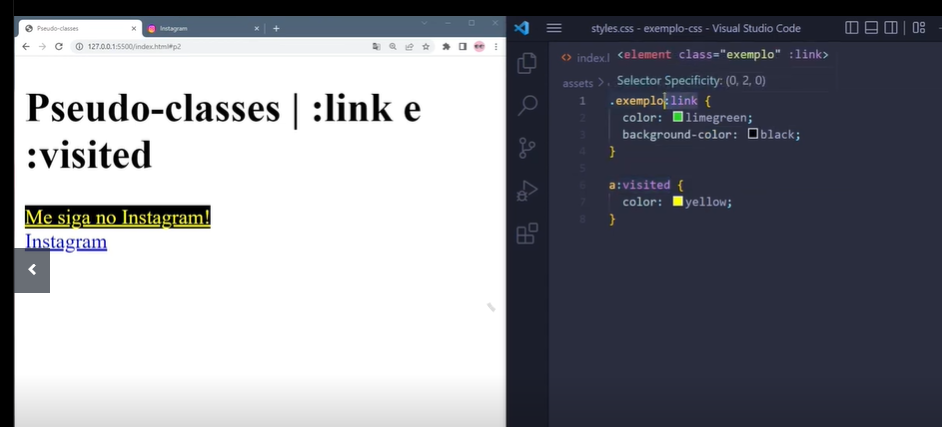 Pseudo-classes
Instagram
127.0.0.1:5500/index.html#p2
Pseudo-classes | :link e
:visited
Me siga no Instagram!
Instagram
styles.css - exemplo-css - Visual Studio Code
index.l
<element class="exemplo" :link>
assets > .
Selector Specificity: (0, 2, 0)
1 .exemplo:link {
2 color: limegreen;
3 background-color: black;
4 }
5
6 a:visited {
7 color: yellow;
8 }